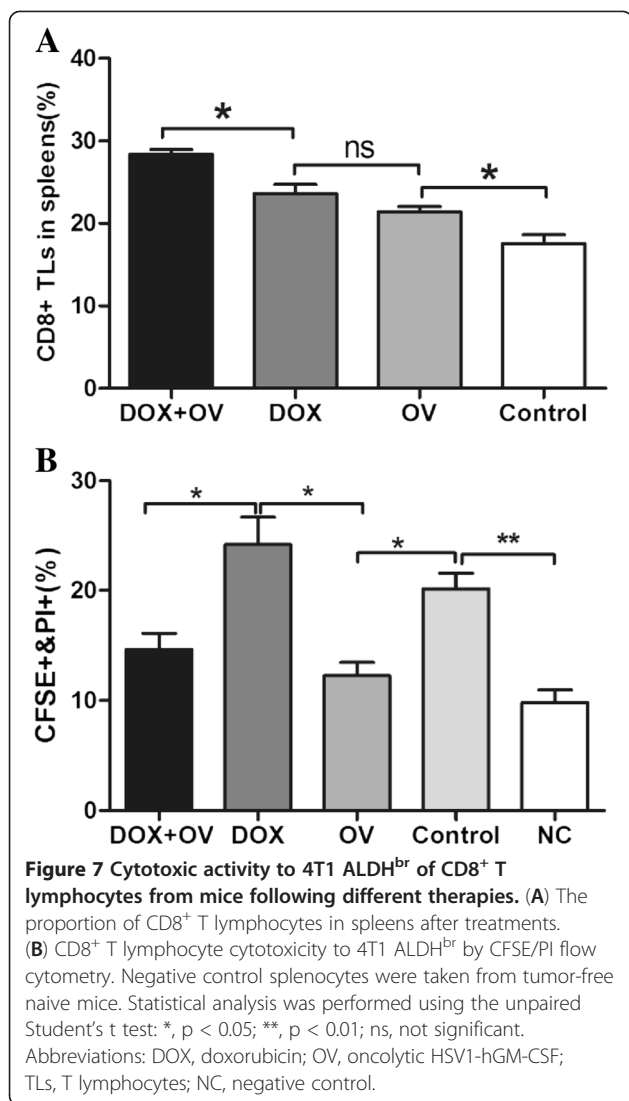 A
40
30
20
10
0
CD8+ TLs in spleens(%)
*
ns
*
DOX+OV DOX OV Control
B
30
20
10
0
CFSE+&PI+(%)
*
*
*
**
DOX+OV DOX OV Control NC
Figure 7 Cytotoxic activity to 4T1 ALDH^br of CD8⁺ T
lymphocytes from mice following different therapies. (A) The
proportion of CD8⁺ T lymphocytes in spleens after treatments.
(B) CD8⁺ T lymphocyte cytotoxicity to 4T1 ALDH^br by CFSE/PI flow
cytometry. Negative control splenocytes were taken from tumor-free
naive mice. Statistical analysis was performed using the unpaired
Student's t test: *, p < 0.05; **, p < 0.01; ns, not significant.
Abbreviations: DOX, doxorubicin; OV, oncolytic HSV1-hGM-CSF;
TLs, T lymphocytes; NC, negative control.